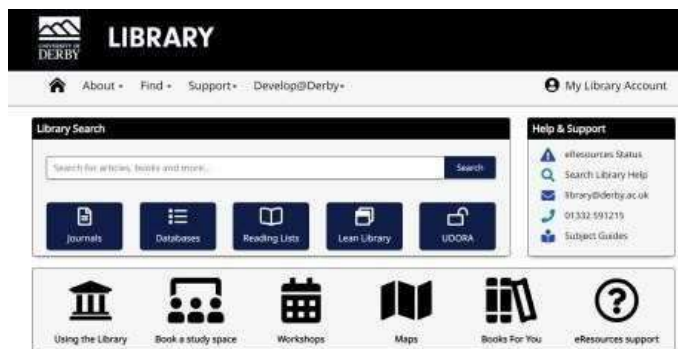 UNIVERSITY OF
DERBY
LIBRARY
About
Find
Support
Develop@Derby
My Library Account
Library Search
Search for articles, books and more...
Search
Journals
Databases
Reading Lists
Lean Library
UDORA
Help & Support
eResources Status
Search Library Help
library@derby.ac.uk
01332 591215
Subject Guides
Using the Library
Book a study space
Workshops
Maps
Books For You
eResources support